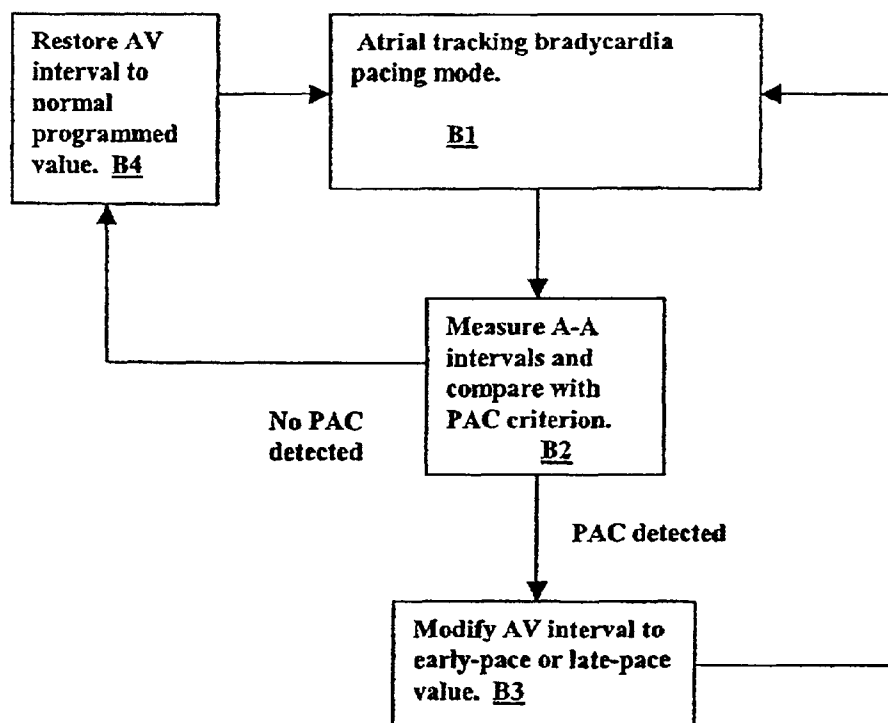 Restore AV
interval to
normal
programmed
value. B4
Atrial tracking bradycardia
pacing mode.
B1
Measure A-A
intervals and
compare with
PAC criterion.
B2
No PAC
detected
PAC detected
Modify AV interval to
early-pace or late-pace
value. B3